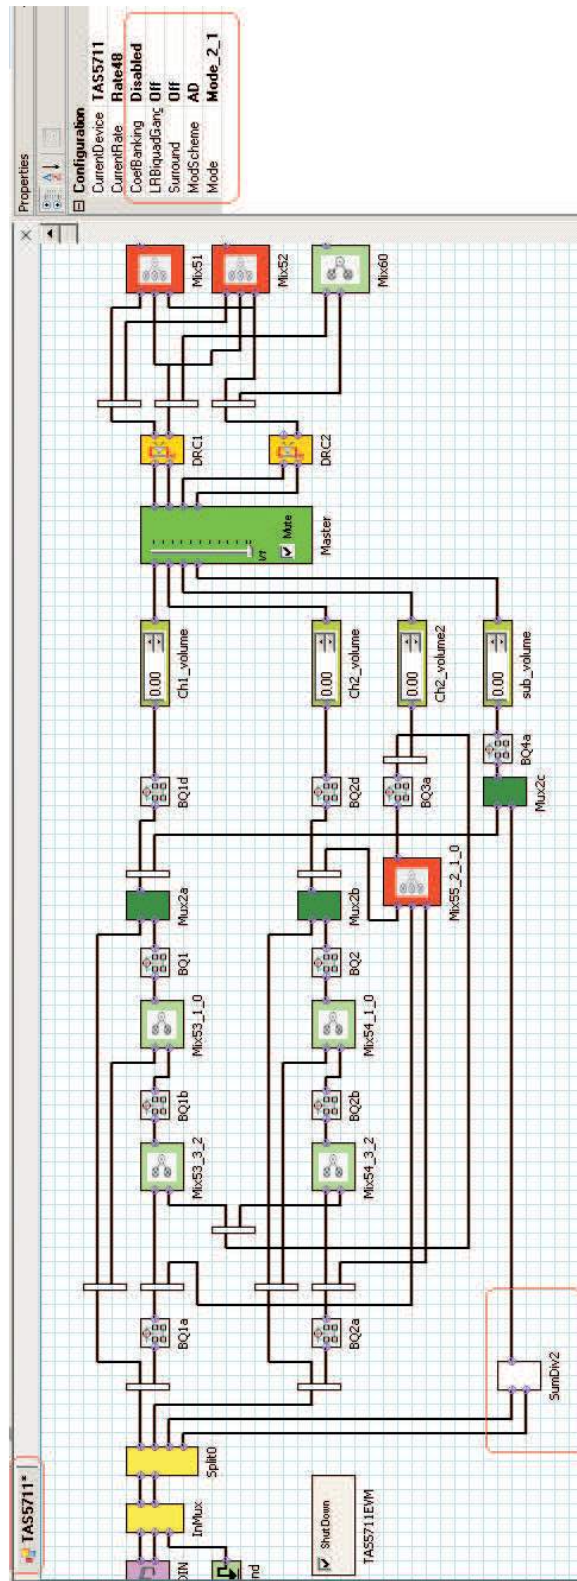 TAS5711*
Properties
Configuration
CurrentDevice TAS5711
CurrentRate Rate48
CoefBanking Disabled
LRBiquadGang Off
Surround Off
ModScheme AD
Mode Mode_2_1
DIN
nd
InMux
Split0
ShutDown
TAS5711EVM
SumDiv2
BQ1a
BQ2a
Mix53_3_2
Mix54_3_2
BQ1b
BQ2b
Mix53_1_0
Mix54_1_0
BQ1
BQ2
Mux2a
Mux2b
Mix55_2_1_0
BQ1d
BQ2d
BQ3a
Mux2c
BQ4a
0.00
Ch1_volume
0.00
Ch2_volume
0.00
Ch2_volume2
0.00
sub_volume
Mute
Master
DRC1
DRC2
Mix51
Mix52
Mix60